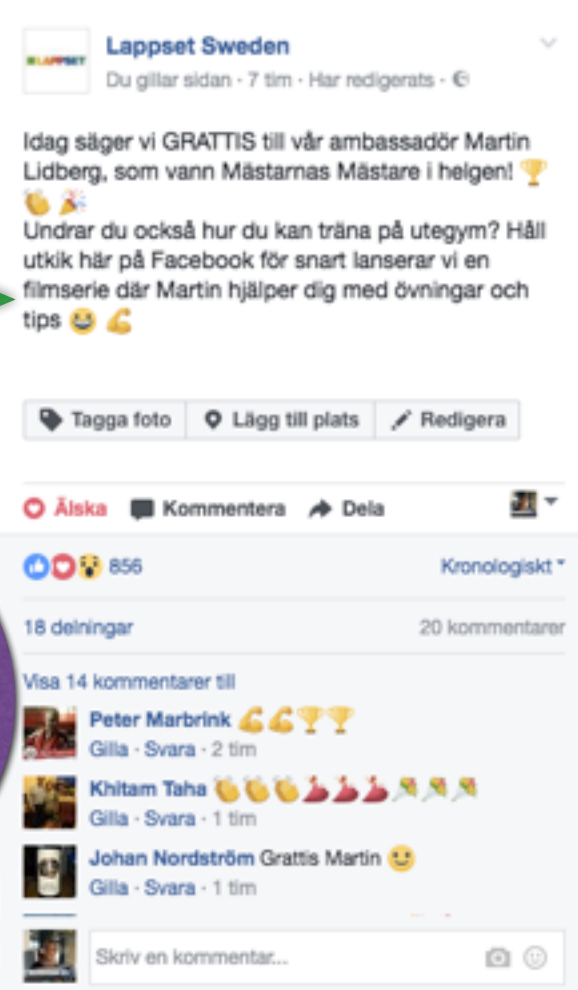 LAPPSET
Lappset Sweden
Du gillar sidan · 7 tim · Har redigerats ·
Idag säger vi GRATTIS till vår ambassadör Martin
Lidberg, som vann Mästarnas Mästare i helgen! 🏆
👏 🎉
Undrar du också hur du kan träna på utegym? Håll
utkik här på Facebook för snart lanserar vi en
filmserie där Martin hjälper dig med övningar och
tips 😀 💪
Tagga foto Lägg till plats Redigera
Älska Kommentera Dela
856 Kronologiskt
18 delningar 20 kommentarer
Visa 14 kommentarer till
Peter Marbrink 💪💪🏆🏆
Gilla · Svara · 2 tim
Khitam Taha 👏👏👏💃💃💃💐💐💐
Gilla · Svara · 1 tim
Johan Nordström Grattis Martin 🙂
Gilla · Svara · 1 tim
Skriv en kommentar...